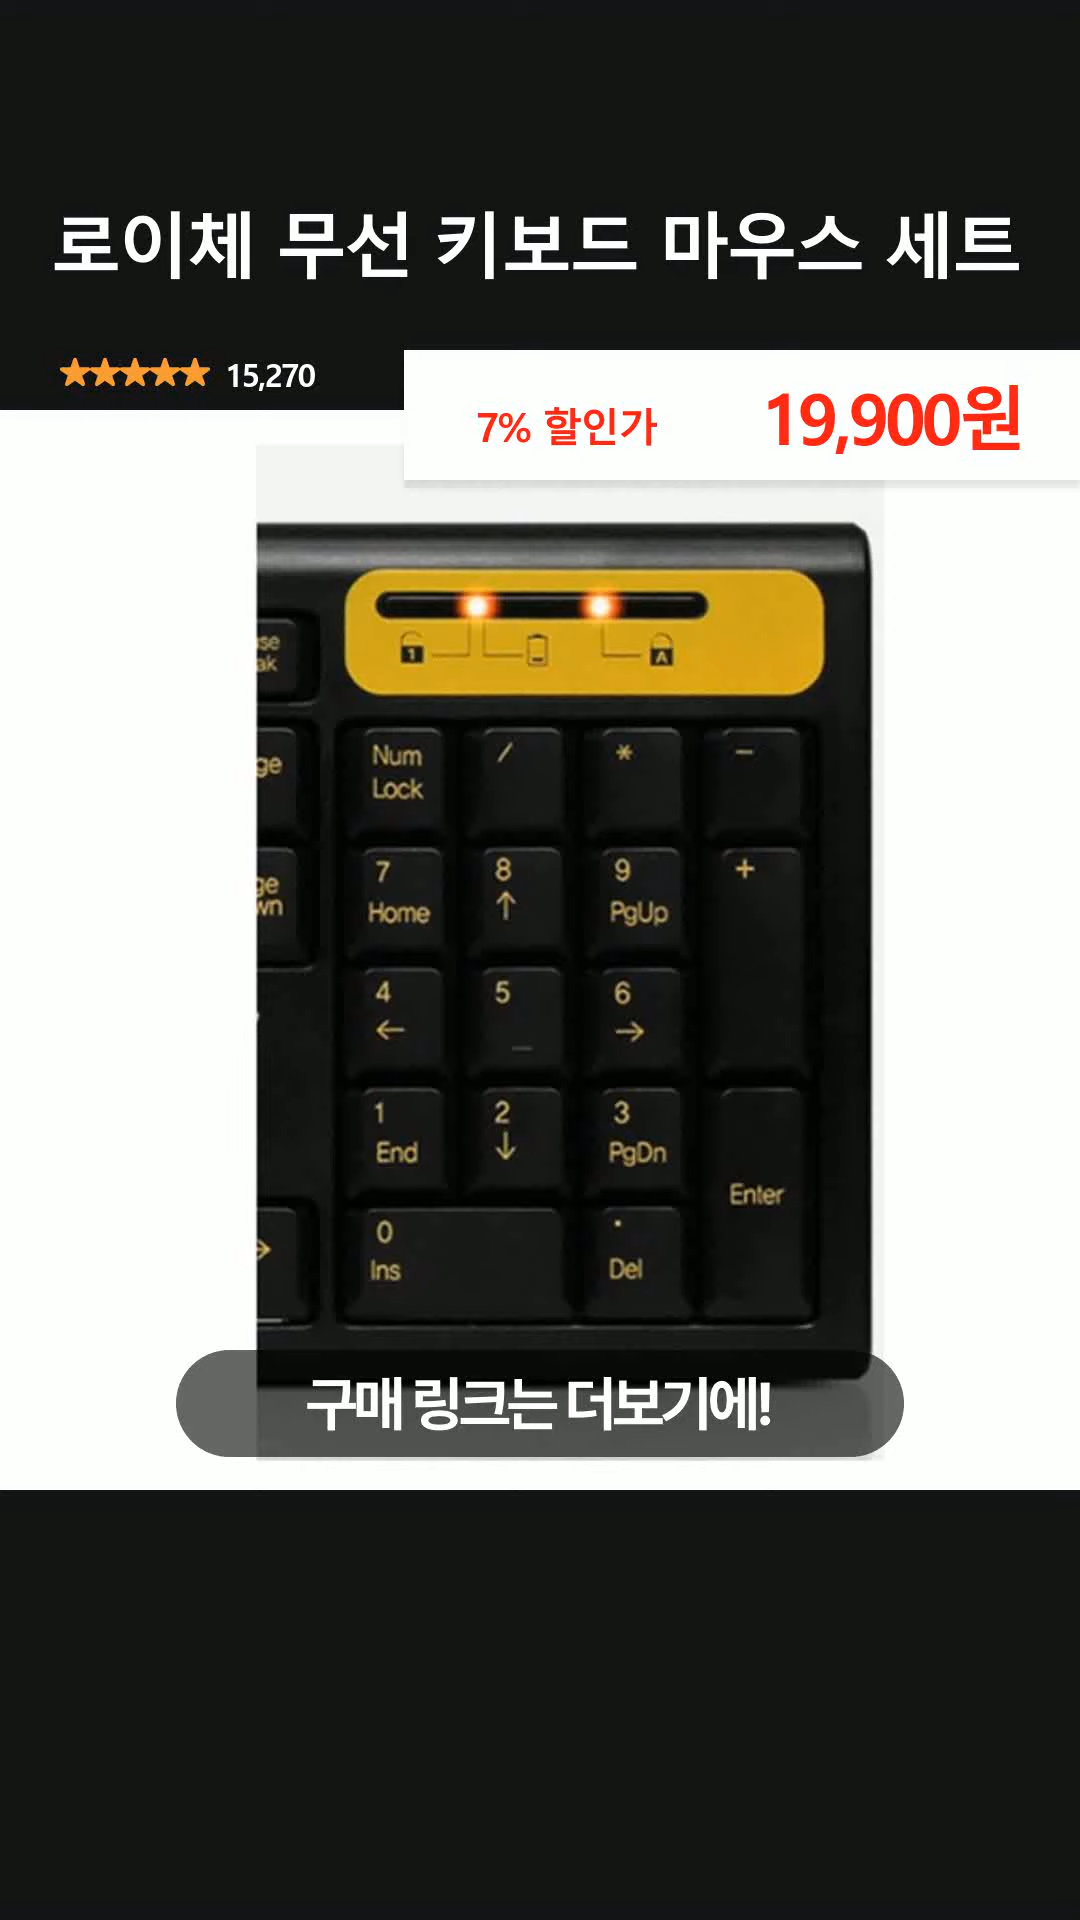 로이체 무선 키보드 마우스 세트
15,270
7% 할인가 19,900원
1 A
Num / * −
Lock
7 8 9 +
Home ↑ PgUp
4 5 6
← _ →
1 2 3
End ↓ PgDn
Enter
0 .
Ins Del
구매 링크는 더보기에!